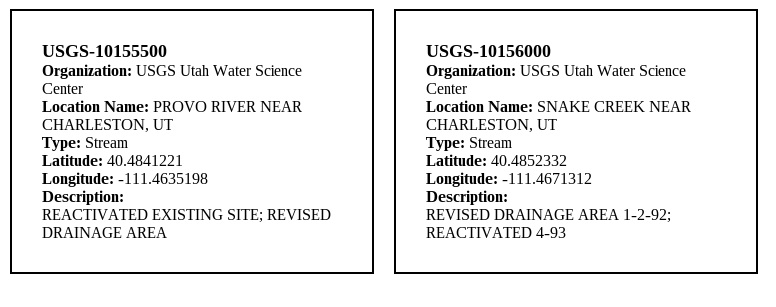 USGS-10155500
Organization: USGS Utah Water Science
Center
Location Name: PROVO RIVER NEAR
CHARLESTON, UT
Type: Stream
Latitude: 40.4841221
Longitude: -111.4635198
Description:
REACTIVATED EXISTING SITE; REVISED
DRAINAGE AREA
USGS-10156000
Organization: USGS Utah Water Science
Center
Location Name: SNAKE CREEK NEAR
CHARLESTON, UT
Type: Stream
Latitude: 40.4852332
Longitude: -111.4671312
Description:
REVISED DRAINAGE AREA 1-2-92;
REACTIVATED 4-93